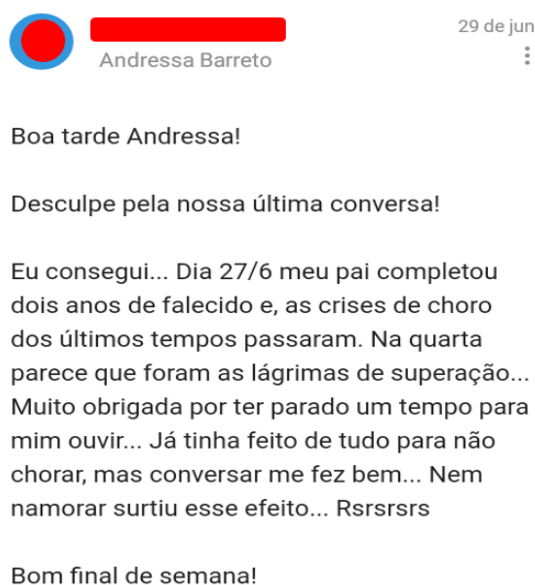 29 de jun
Andressa Barreto
Boa tarde Andressa!
Desculpe pela nossa última conversa!
Eu consegui... Dia 27/6 meu pai completou
dois anos de falecido e, as crises de choro
dos últimos tempos passaram. Na quarta
parece que foram as lágrimas de superação...
Muito obrigada por ter parado um tempo para
mim ouvir... Já tinha feito de tudo para não
chorar, mas conversar me fez bem... Nem
namorar surtiu esse efeito... Rsrsrsrs
Bom final de semana!